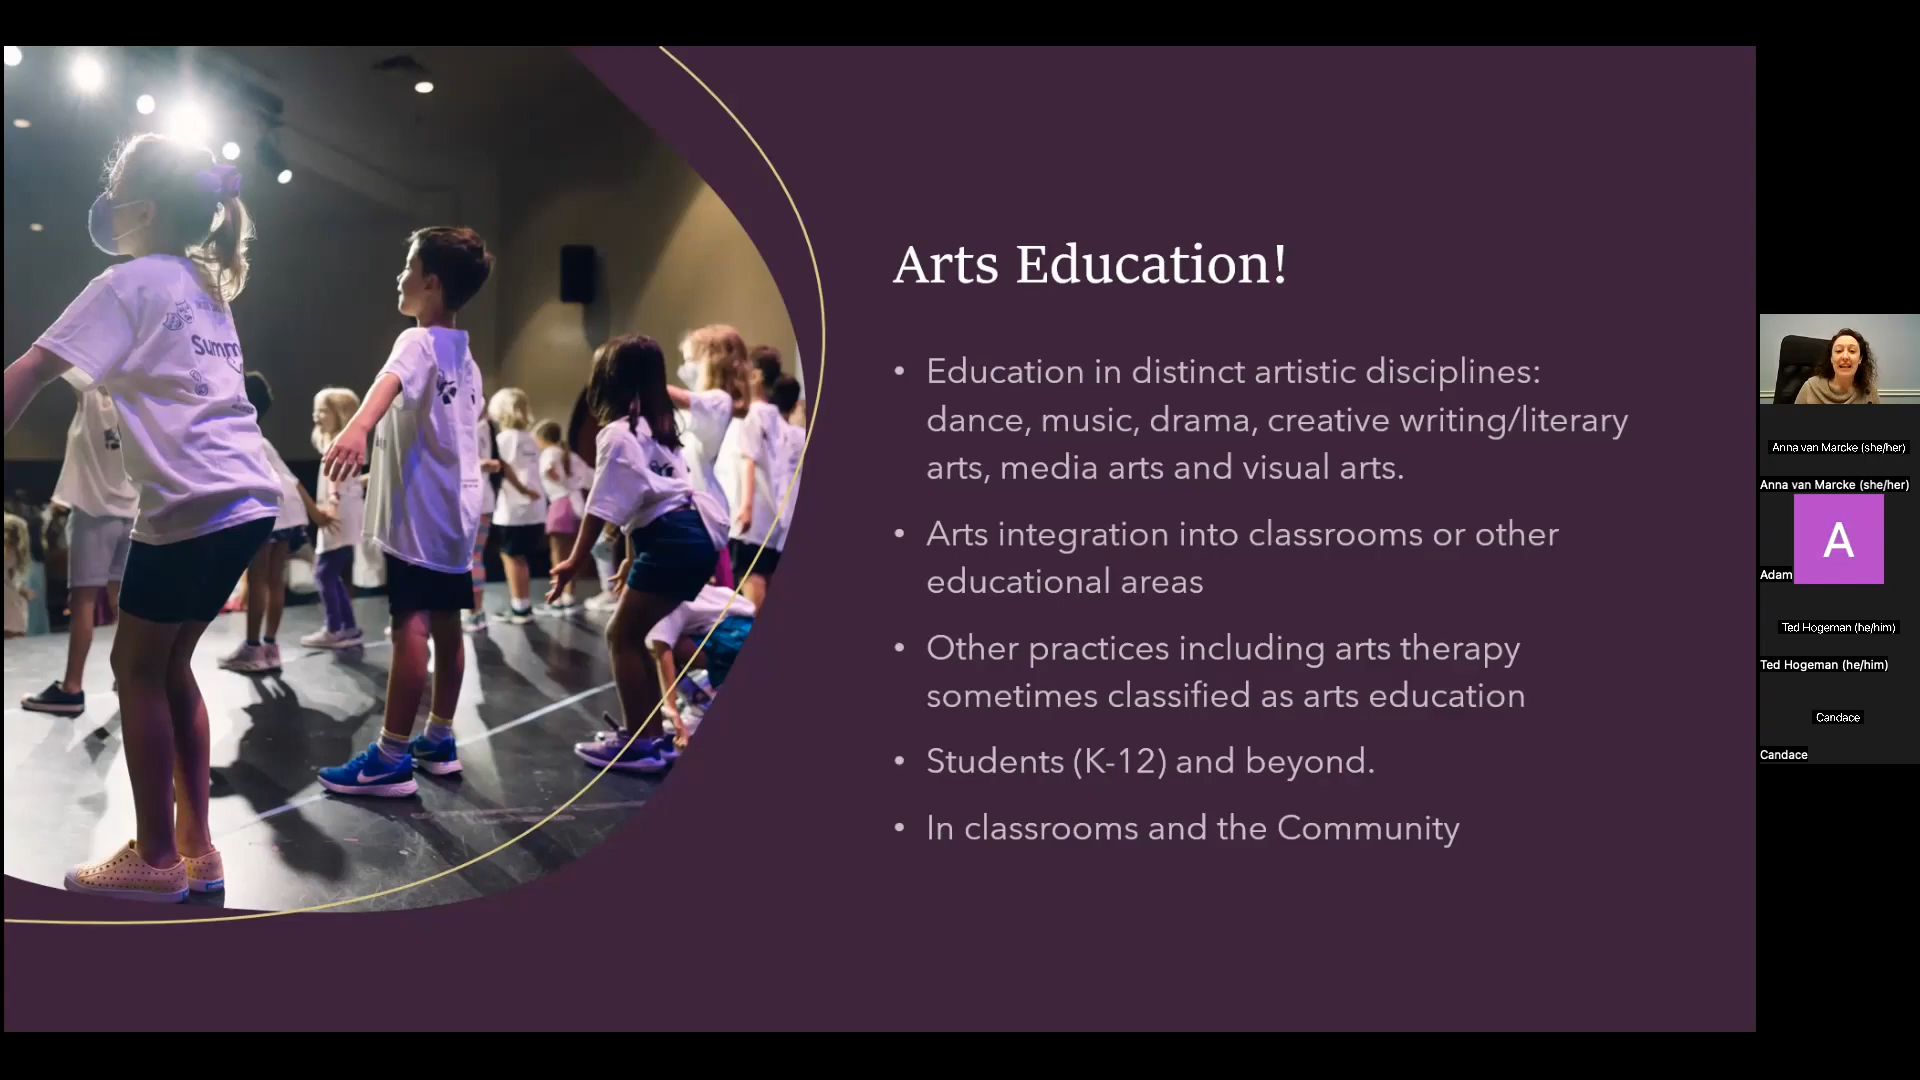 Arts Education!
• Education in distinct artistic disciplines:
dance, music, drama, creative writing/literary
arts, media arts and visual arts.
• Arts integration into classrooms or other
educational areas
• Other practices including arts therapy
sometimes classified as arts education
• Students (K-12) and beyond.
• In classrooms and the Community
Summ
Anna van Marcke (she/her)
Anna van Marcke (she/her)
A
Adam
Ted Hogeman (he/him)
Ted Hogeman (he/him)
Candace
Candace